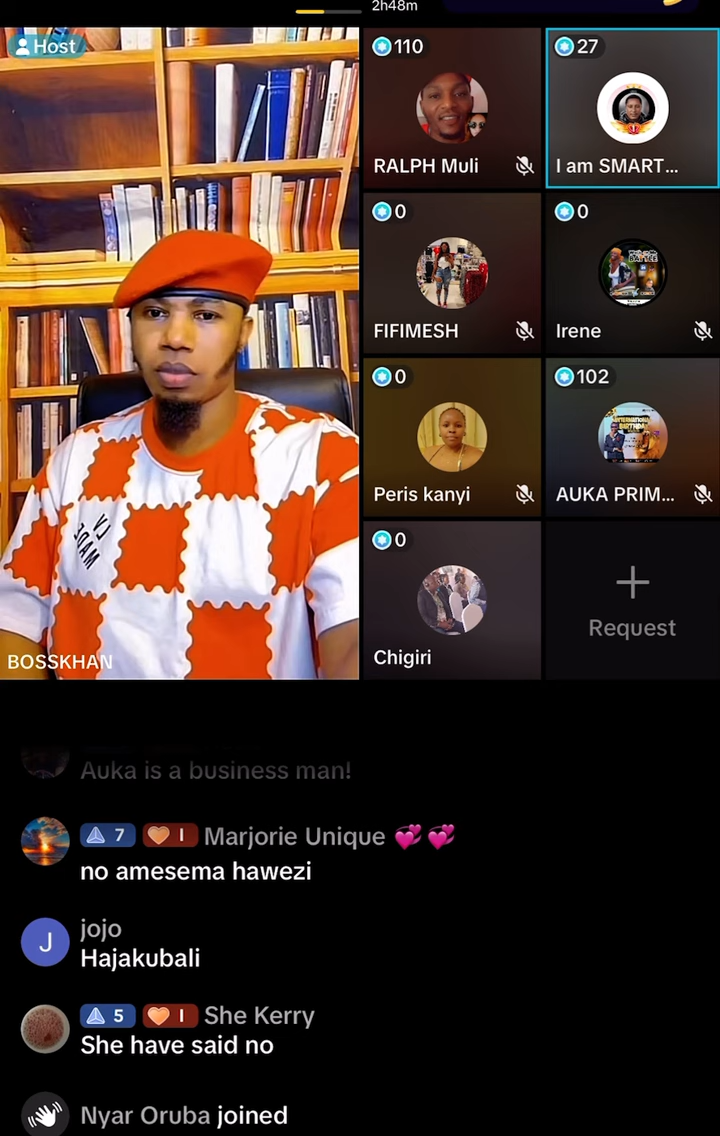 2h48m
Host
110
27
RALPH Muli
I am SMART...
0
0
FIFIMESH
Irene
0
102
Peris kanyi
AUKA PRIM...
0
Chigiri
Request
BOSSKHAN
Auka is a business man!
7 I Marjorie Unique 💞 💞
no amesema hawezi
J
jojo
Hajakubali
5 I She Kerry
She have said no
Nyar Oruba joined